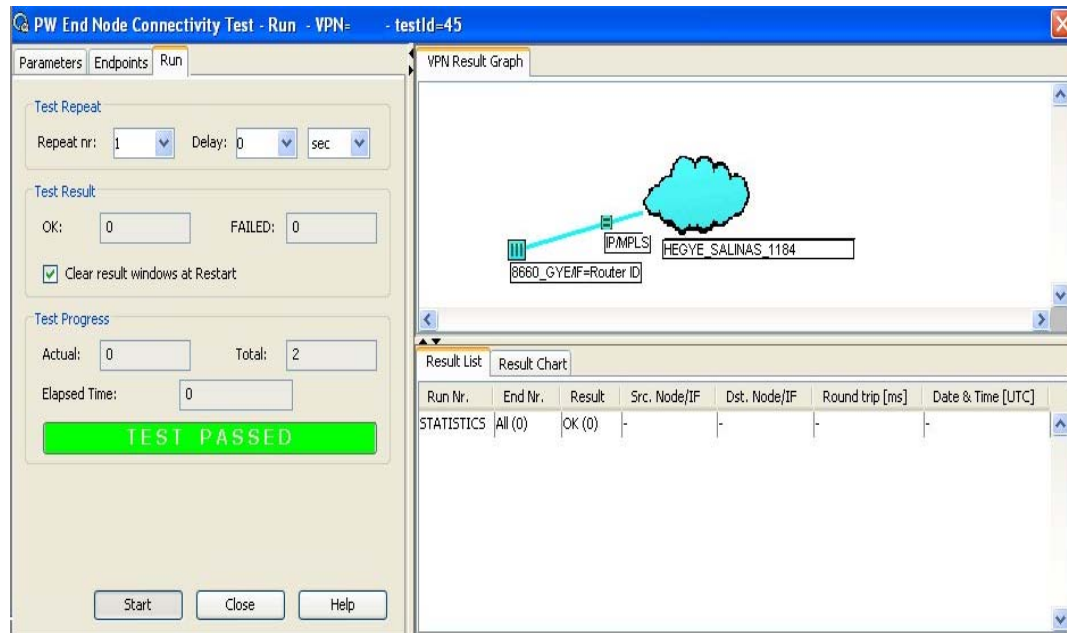 PW End Node Connectivity Test - Run - VPN= - testId=45
Parameters Endpoints Run
Test Repeat
Repeat nr: 1 Delay: 0 sec
Test Result
OK: 0 FAILED: 0
Clear result windows at Restart
Test Progress
Actual: 0 Total: 2
Elapsed Time: 0
TEST PASSED
Start Close Help
VPN Result Graph
IP/MPLS
HEGYE_SALINAS_1184
8660_GYE/IF=Router ID
Result List Result Chart
Run Nr. End Nr. Result Src. Node/IF Dst. Node/IF Round trip [ms] Date & Time [UTC]
STATISTICS All (0) OK (0) - - - -